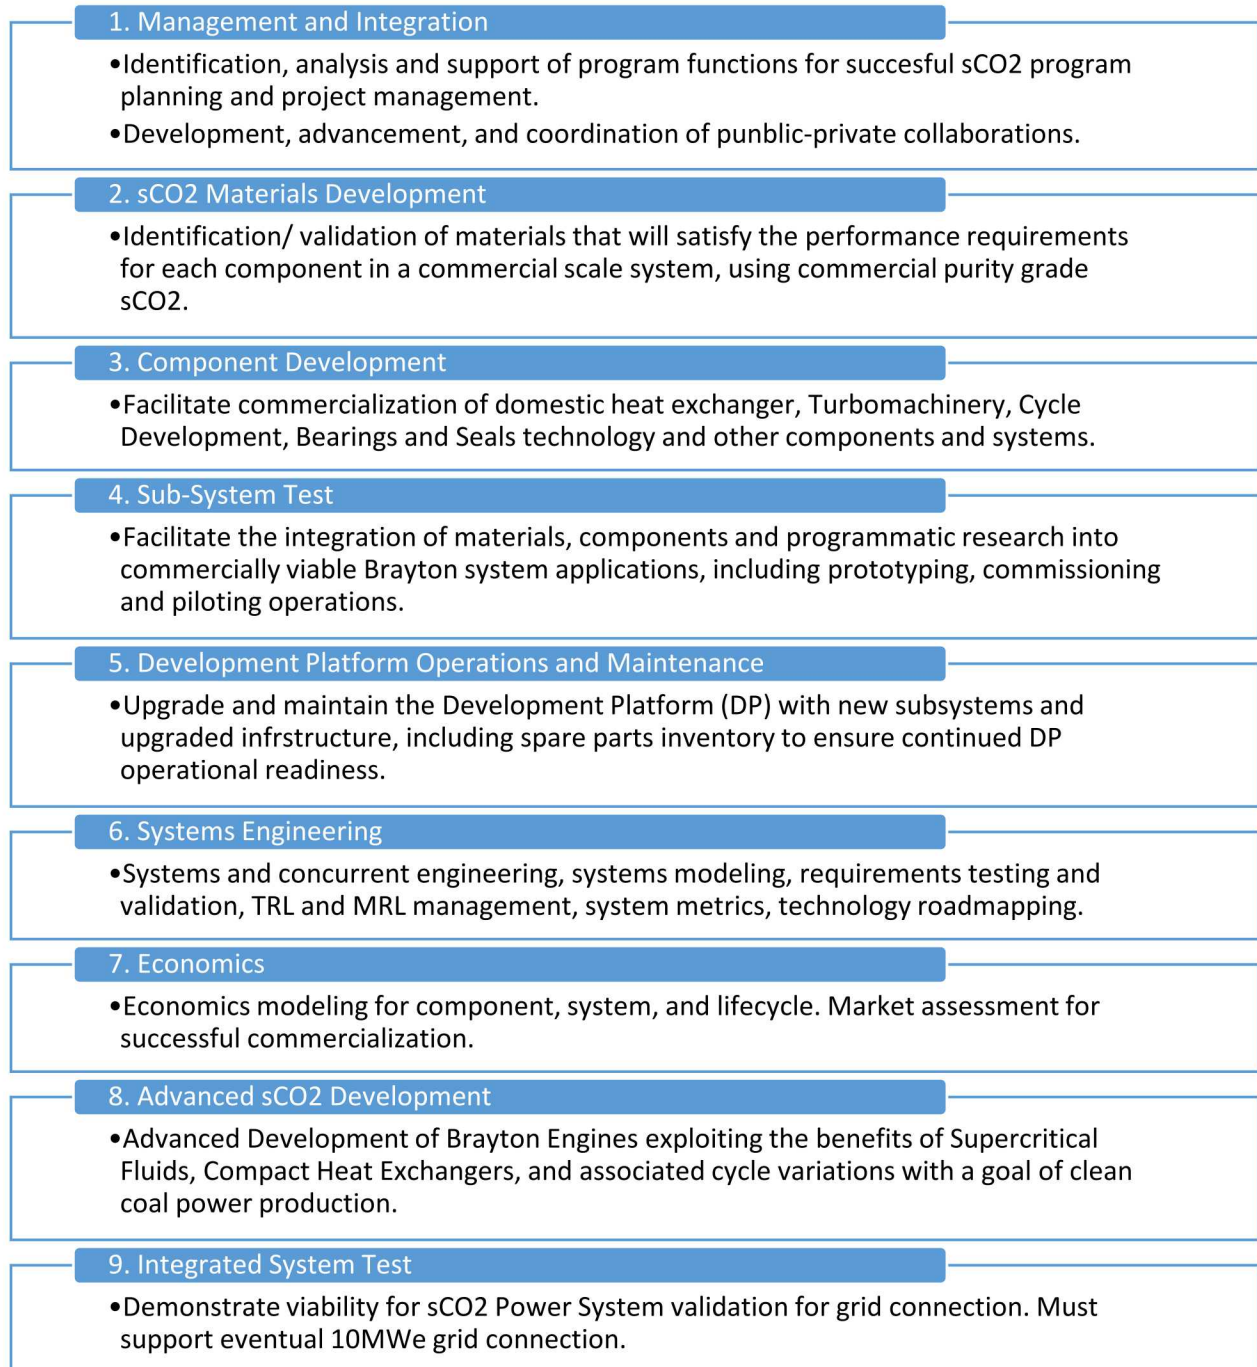 1. Management and Integration
•Identification, analysis and support of program functions for succesful sCO2 program
planning and project management.
•Development, advancement, and coordination of punblic-private collaborations.
2. sCO2 Materials Development
•Identification/ validation of materials that will satisfy the performance requirements
for each component in a commercial scale system, using commercial purity grade
sCO2.
3. Component Development
•Facilitate commercialization of domestic heat exchanger, Turbomachinery, Cycle
Development, Bearings and Seals technology and other components and systems.
4. Sub-System Test
•Facilitate the integration of materials, components and programmatic research into
commercially viable Brayton system applications, including prototyping, commissioning
and piloting operations.
5. Development Platform Operations and Maintenance
•Upgrade and maintain the Development Platform (DP) with new subsystems and
upgraded infrstructure, including spare parts inventory to ensure continued DP
operational readiness.
6. Systems Engineering
•Systems and concurrent engineering, systems modeling, requirements testing and
validation, TRL and MRL management, system metrics, technology roadmapping.
7. Economics
•Economics modeling for component, system, and lifecycle. Market assessment for
successful commercialization.
8. Advanced sCO2 Development
•Advanced Development of Brayton Engines exploiting the benefits of Supercritical
Fluids, Compact Heat Exchangers, and associated cycle variations with a goal of clean
coal power production.
9. Integrated System Test
•Demonstrate viability for sCO2 Power System validation for grid connection. Must
support eventual 10MWe grid connection.